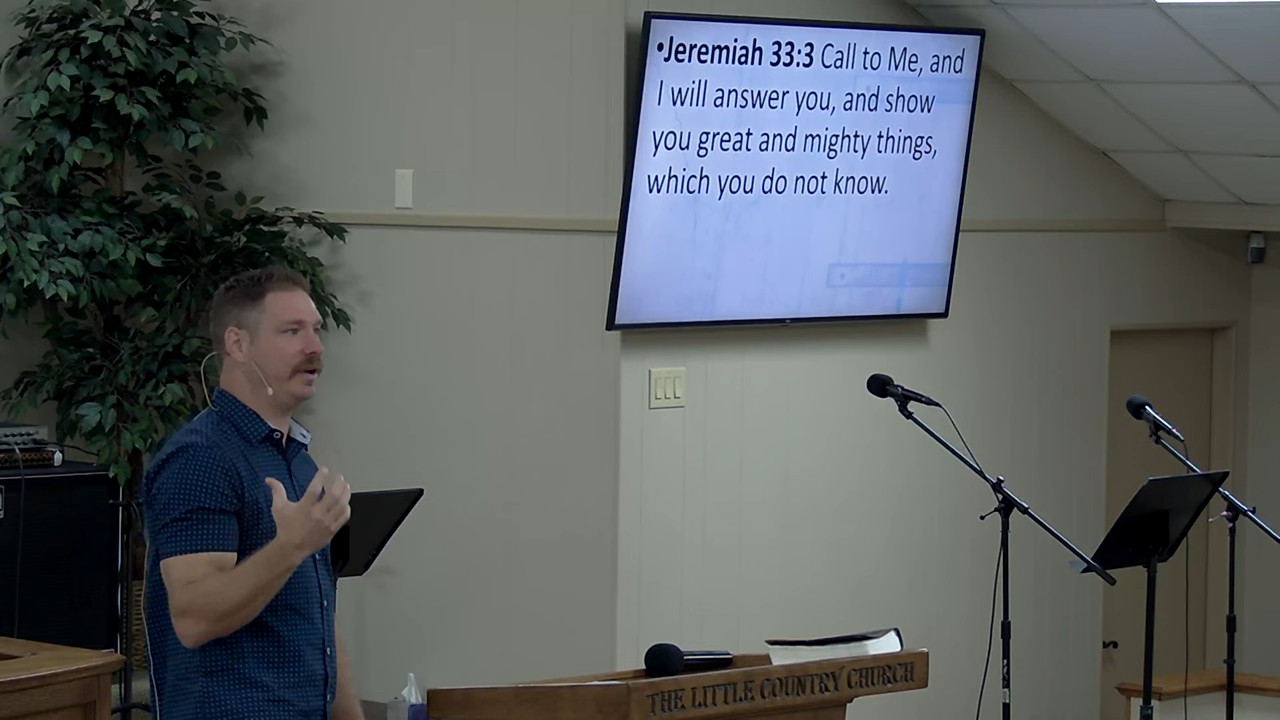 •Jeremiah 33:3 Call to Me, and
I will answer you, and show
you great and mighty things,
which you do not know.
THE LITTLE COUNTRY CHURCH